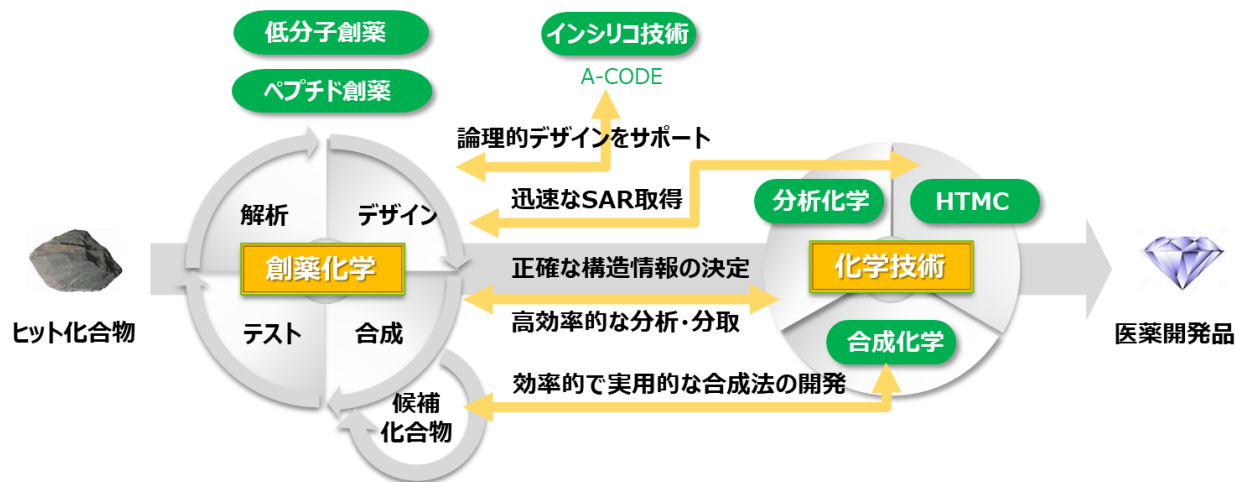 低分子創薬
ペプチド創薬
インシリコ技術
A-CODE
論理的デザインをサポート
迅速なSAR取得
解析
デザイン
創薬化学
テスト
合成
候補
化合物
ヒット化合物
正確な構造情報の決定
高効率的な分析・分取
効率的で実用的な合成法の開発
分析化学
HTMC
化学技術
合成化学
医薬開発品